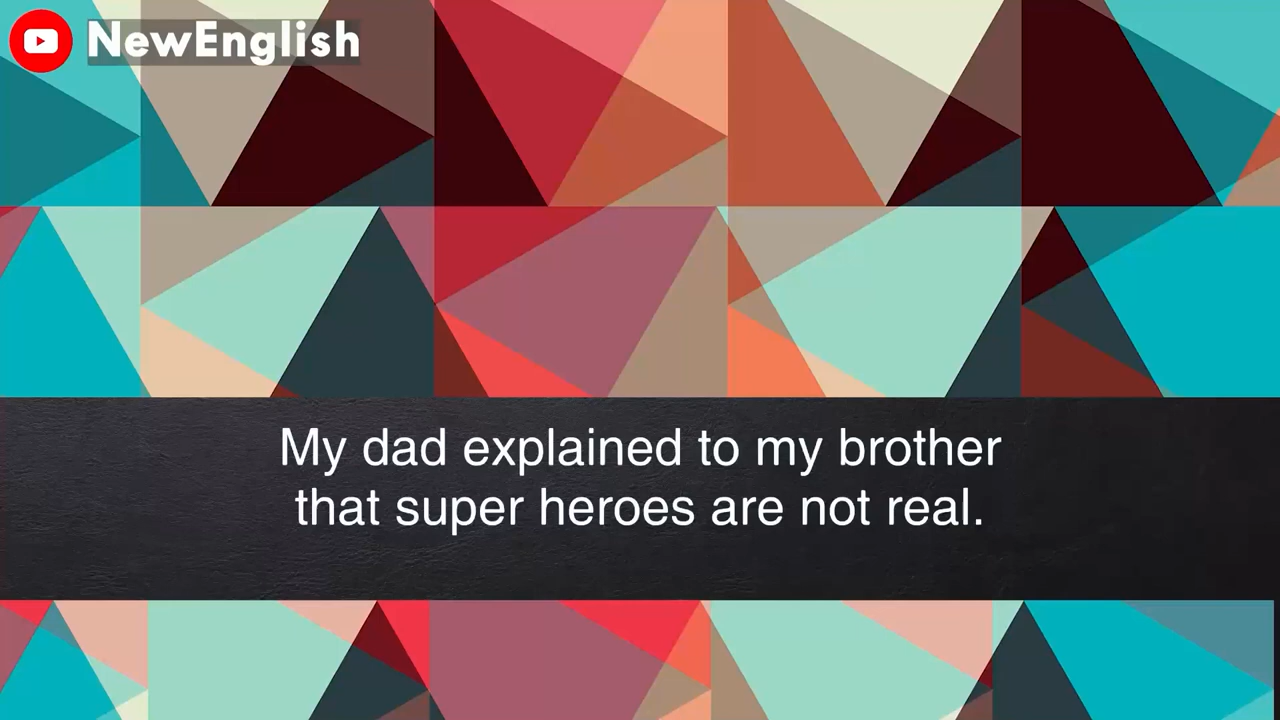 NewEnglish
My dad explained to my brother
that super heroes are not real.